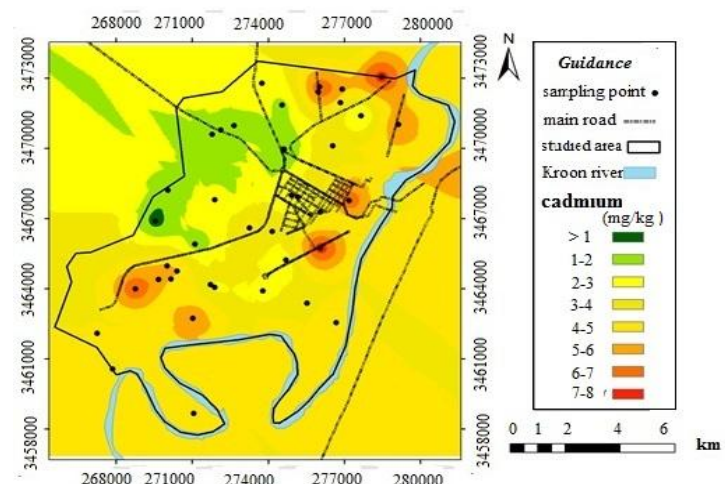 268000 271000 274000 277000 280000
3473000
3470000
3467000
3464000
3461000
3458000
3473000
3470000
3467000
3464000
3461000
3458000
268000 271000 274000 277000 280000
N
Guidance
sampling point
main road
studied area
Kroon river
cadmium
(mg/kg)
> 1
1-2
2-3
3-4
4-5
5-6
6-7
7-8
0 1 2 4 6
km